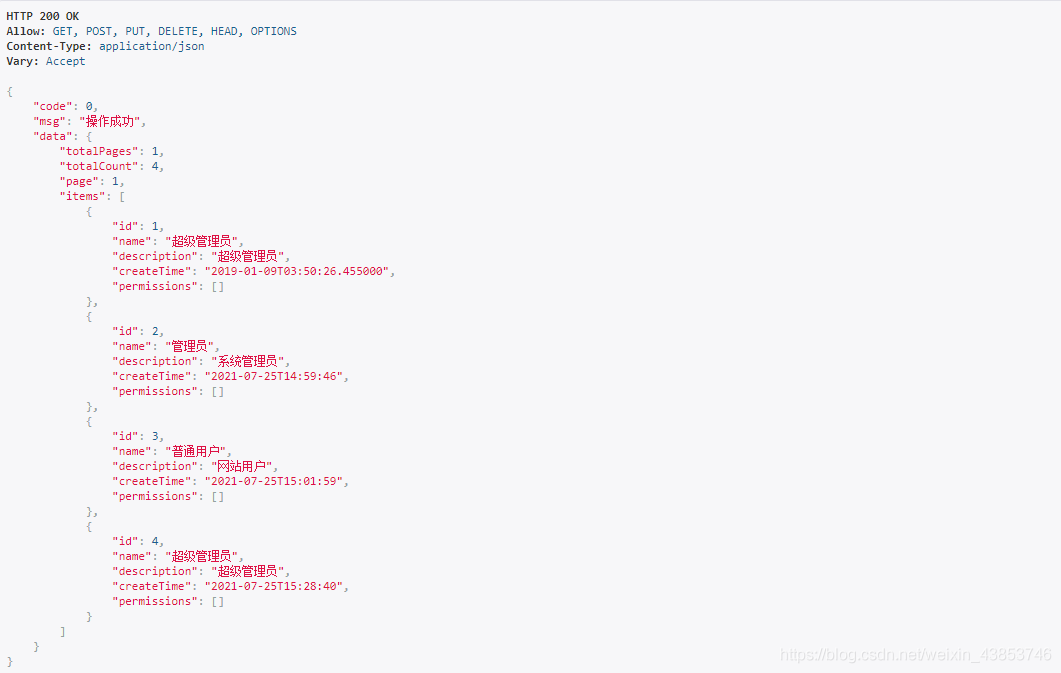 HTTP 200 OK
Allow: GET, POST, PUT, DELETE, HEAD, OPTIONS
Content-Type: application/json
Vary: Accept
{
"code": 0,
"msg": "操作成功",
"data": {
"totalPages": 1,
"totalCount": 4,
"page": 1,
"items": [
{
"id": 1,
"name": "超级管理员",
"description": "超级管理员",
"createTime": "2019-01-09T03:50:26.455000",
"permissions": []
},
{
"id": 2,
"name": "管理员",
"description": "系统管理员",
"createTime": "2021-07-25T14:59:46",
"permissions": []
},
{
"id": 3,
"name": "普通用户",
"description": "网站用户",
"createTime": "2021-07-25T15:01:59",
"permissions": []
},
{
"id": 4,
"name": "超级管理员",
"description": "超级管理员",
"createTime": "2021-07-25T15:28:40",
"permissions": []
}
]
}
}
https://blog.csdn.net/weixin_43853746